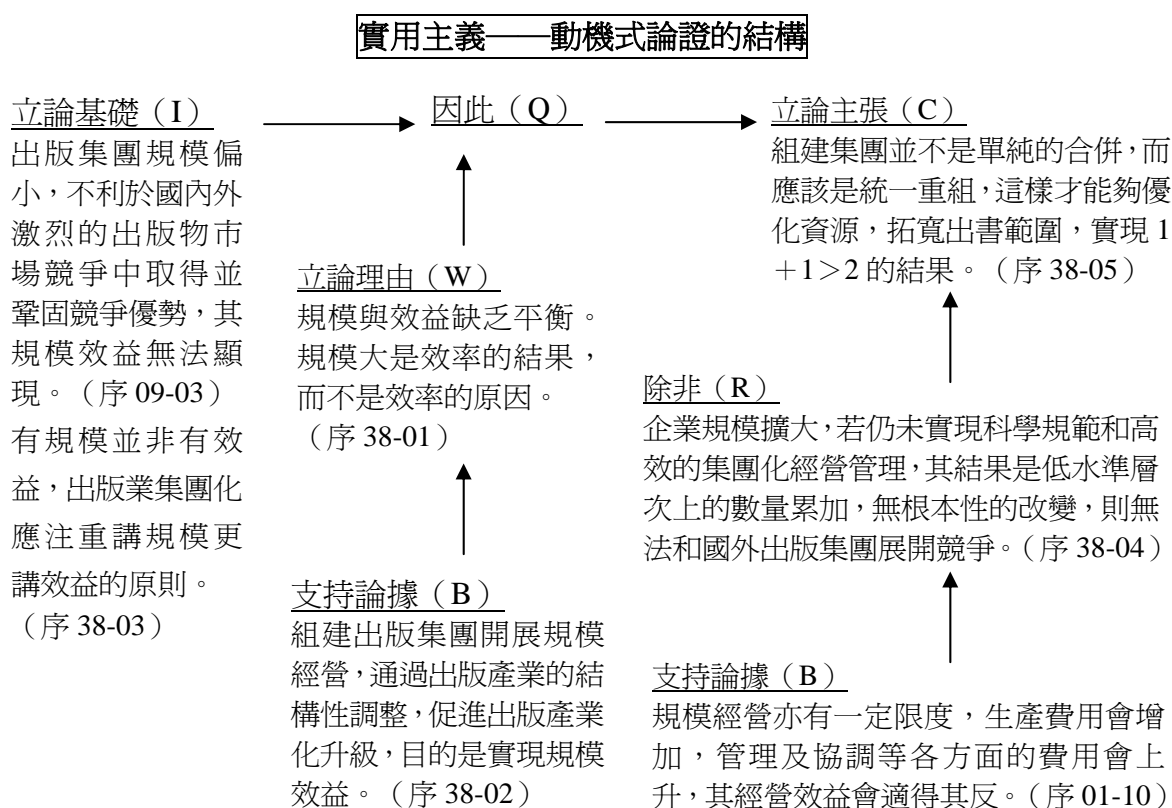 實用主義——動機式論證的結構
立論基礎（I）
出版集團規模偏
小，不利於國內外
激烈的出版物市
場競爭中取得並
鞏固競爭優勢，其
規模效益無法顯
現。（序 09-03）
有規模並非有效
益，出版業集團化
應注重講規模更
講效益的原則。
（序 38-03）
因此（Q）
立論理由（W）
規模與效益缺乏平衡。
規模大是效率的結果，
而不是效率的原因。
（序 38-01）
支持論據（B）
組建出版集團開展規模
經營，通過出版產業的結
構性調整，促進出版產業
化升級，目的是實現規模
效益。（序 38-02）
立論主張（C）
組建集團並不是單純的合併，而
應該是統一重組，這樣才能夠優
化資源，拓寬出書範圍，實現 1
＋1＞2 的結果。（序 38-05）
除非（R）
企業規模擴大，若仍未實現科學規範和高
效的集團化經營管理，其結果是低水準層
次上的數量累加，無根本性的改變，則無
法和國外出版集團展開競爭。（序 38-04）
支持論據（B）
規模經營亦有一定限度，生產費用會增
加，管理及協調等各方面的費用會上
升，其經營效益會適得其反。（序 01-10）